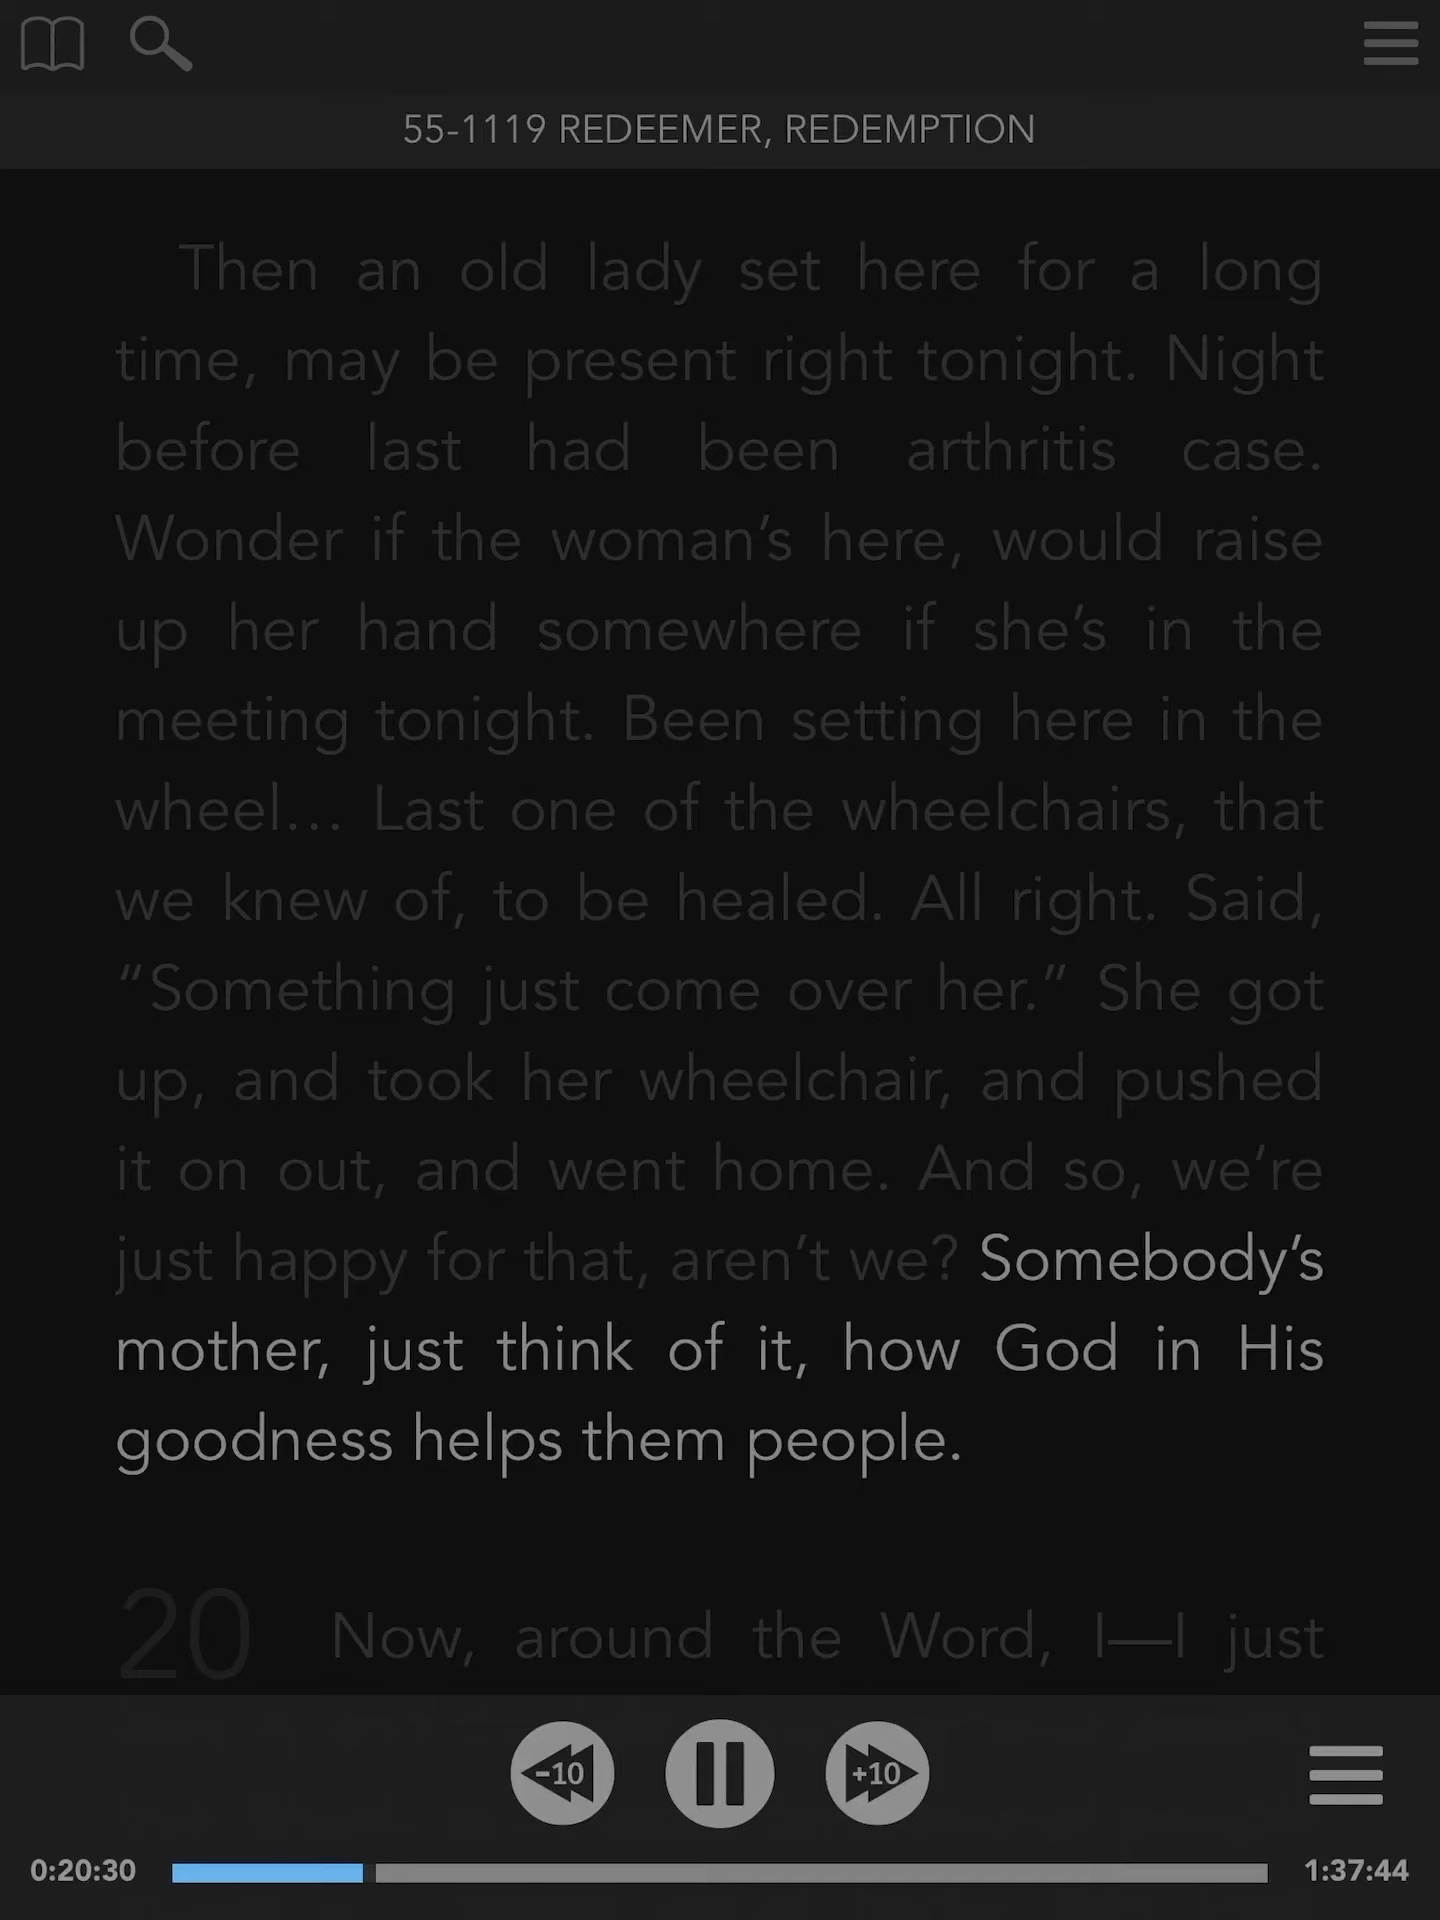 55-1119 REDEEMER, REDEMPTION
Then an old lady set here for a long
time, may be present right tonight. Night
before last had been arthritis case.
Wonder if the woman’s here, would raise
up her hand somewhere if she’s in the
meeting tonight. Been setting here in the
wheel… Last one of the wheelchairs, that
we knew of, to be healed. All right. Said,
“Something just come over her.” She got
up, and took her wheelchair, and pushed
it on out, and went home. And so, we’re
just happy for that, aren’t we? Somebody’s
mother, just think of it, how God in His
goodness helps them people.
20 Now, around the Word, I—I just
-10 +10
0:20:30 1:37:44